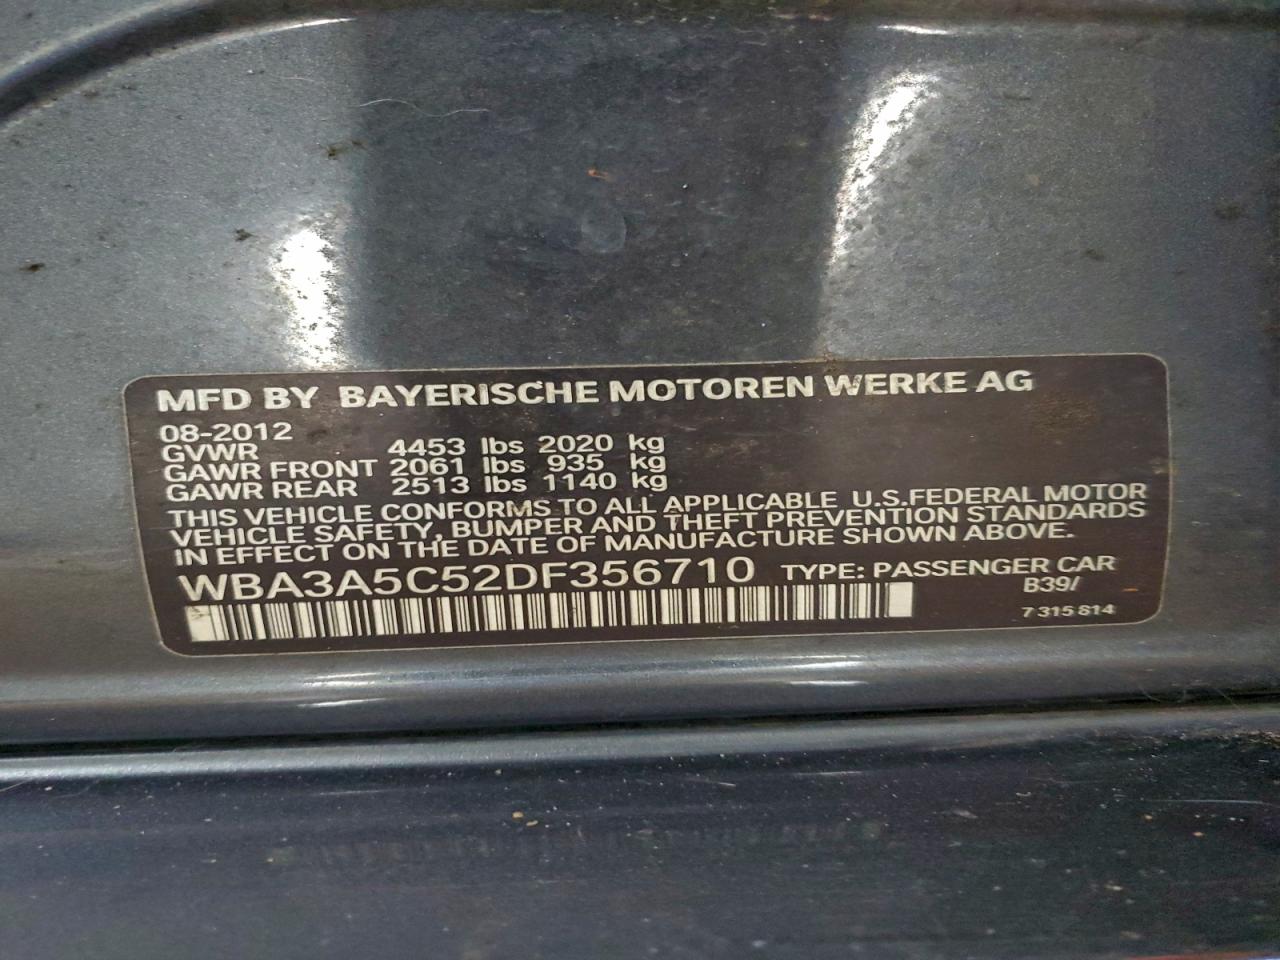 MFD BY BAYERISCHE MOTOREN WERKE AG
08-2012
GVWR 4453 lbs 2020 kg
GAWR FRONT 2061 lbs 935 kg
GAWR REAR 2513 lbs 1140 kg
THIS VEHICLE CONFORMS TO ALL APPLICABLE U.S.FEDERAL MOTOR
VEHICLE SAFETY, BUMPER AND THEFT PREVENTION STANDARDS
IN EFFECT ON THE DATE OF MANUFACTURE SHOWN ABOVE.
WBA3A5C52DF356710 TYPE: PASSENGER CAR
B39/
7 315 814